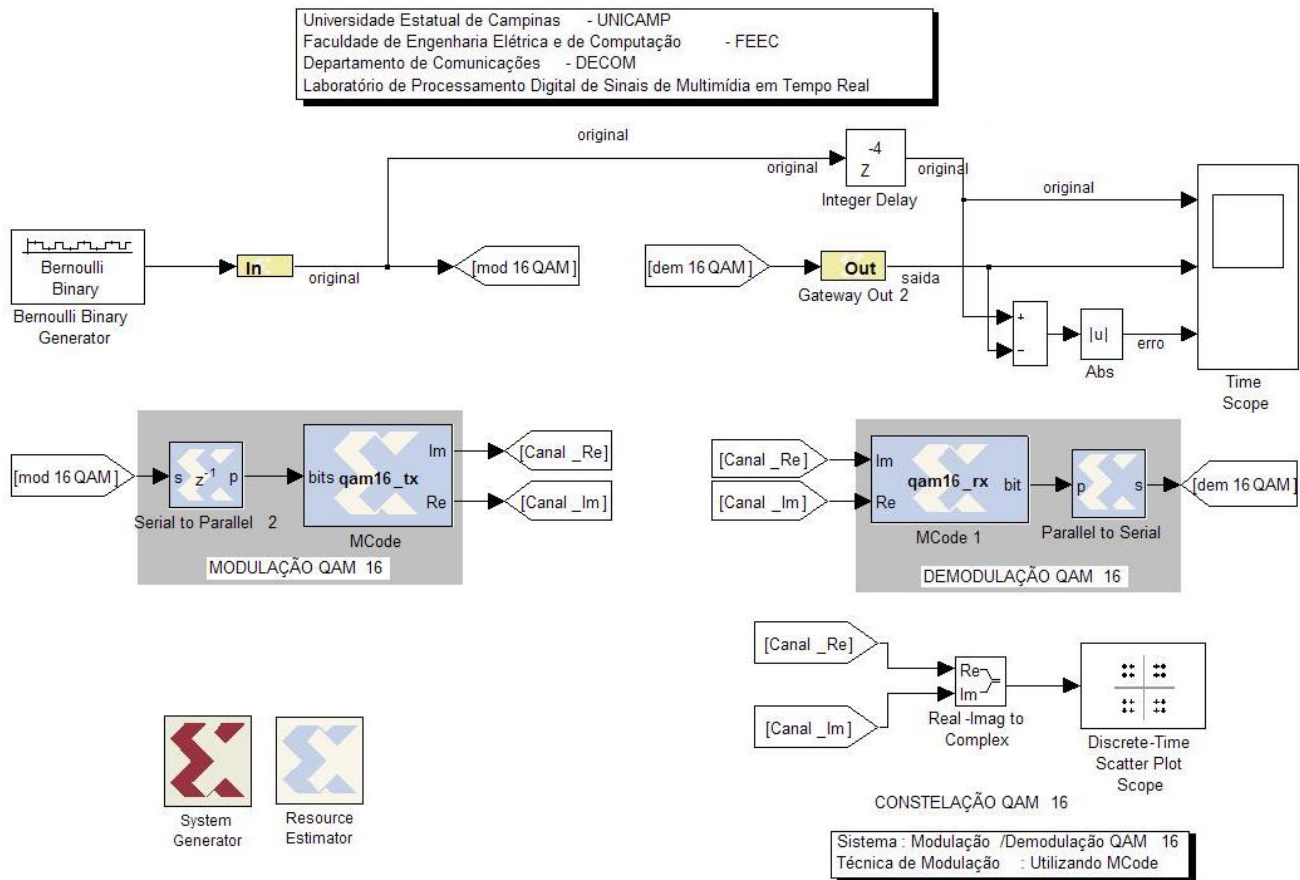 Universidade Estatual de Campinas - UNICAMP
Faculdade de Engenharia Elétrica e de Computação - FEEC
Departamento de Comunicações - DECOM
Laboratório de Processamento Digital de Sinais de Multimídia em Tempo Real
original
original
-4
Z
original
Integer Delay
original
Bernoulli
Binary
Bernoulli Binary
Generator
In
original
[mod 16 QAM]
[dem 16 QAM]
Out
saida
Gateway Out 2
+
−
|u|
Abs
erro
Time
Scope
[mod 16 QAM]
s z-1 p
Serial to Parallel 2
bits qam16_tx
Im
Re
MCode
[Canal _Re]
[Canal _Im]
MODULAÇÃO QAM 16
[Canal _Re]
[Canal _Im]
Im
Re
qam16_rx bit
MCode 1
p s
Parallel to Serial
[dem 16 QAM]
DEMODULAÇÃO QAM 16
[Canal _Re]
[Canal _Im]
Re
Im
Real -Imag to
Complex
Discrete-Time
Scatter Plot
Scope
CONSTELAÇÃO QAM 16
System
Generator
Resource
Estimator
Sistema : Modulação /Demodulação QAM 16
Técnica de Modulação : Utilizando MCode